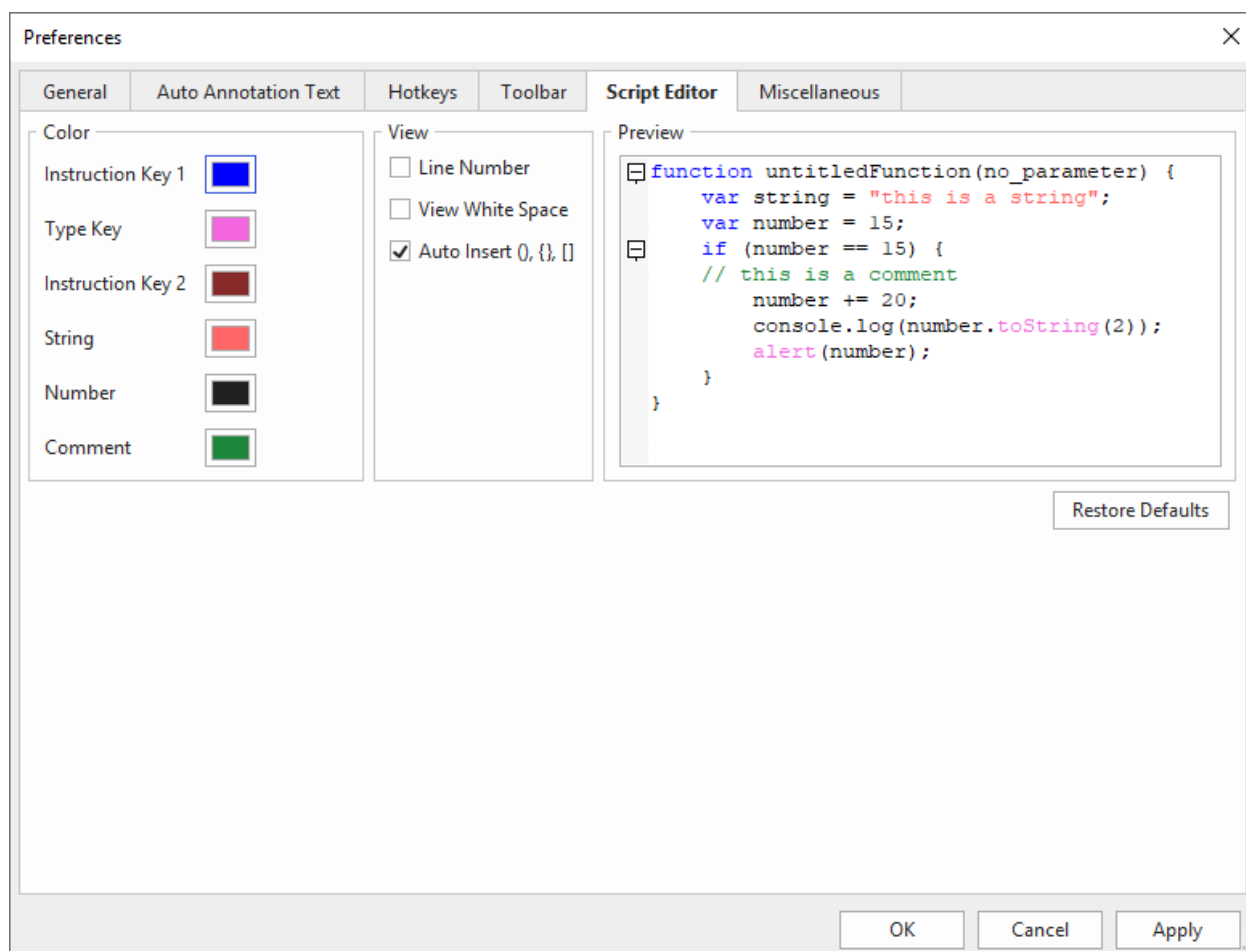 Preferences
General Auto Annotation Text Hotkeys Toolbar Script Editor Miscellaneous
Color
Instruction Key 1
Type Key
Instruction Key 2
String
Number
Comment
View
Line Number
View White Space
Auto Insert (), {}, []
Preview
function untitledFunction(no_parameter) {
    var string = "this is a string";
    var number = 15;
    if (number == 15) {
    // this is a comment
        number += 20;
        console.log(number.toString(2));
        alert(number);
    }
}
Restore Defaults
OK Cancel Apply